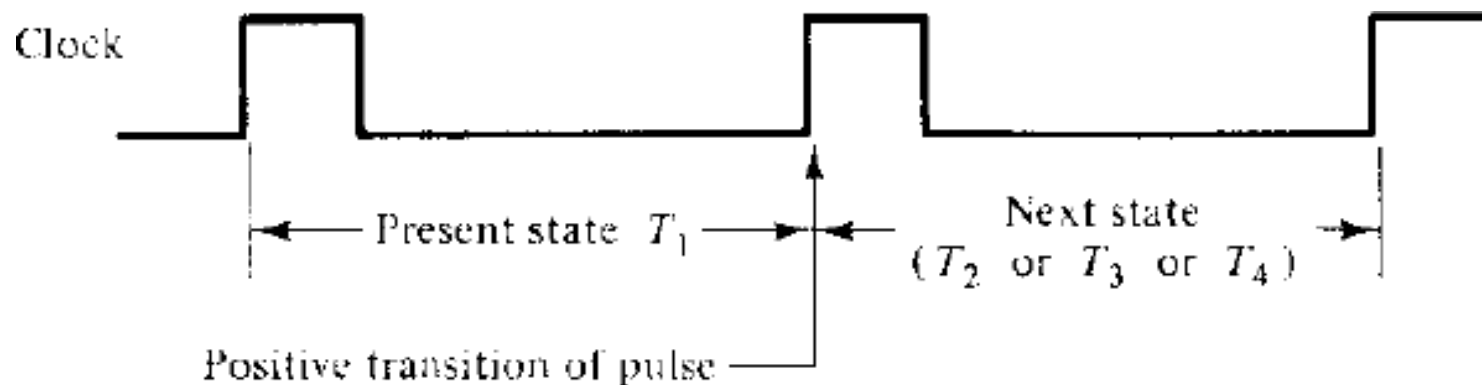 Clock
Present state T₁
Next state
(T₂ or T₃ or T₄)
Positive transition of pulse